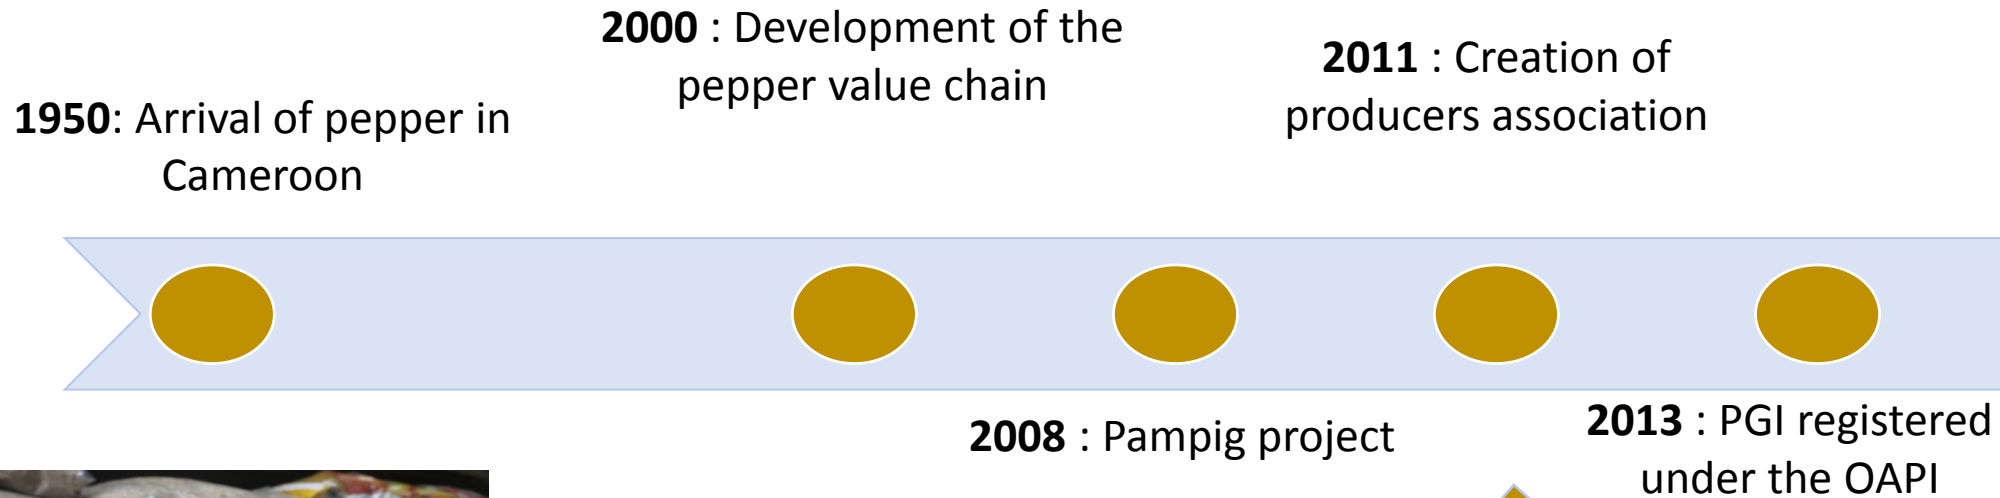 1950: Arrival of pepper in
Cameroon
2000 : Development of the
pepper value chain
2008 : Pampig project
2011 : Creation of
producers association
2013 : PGI registered
under the OAPI